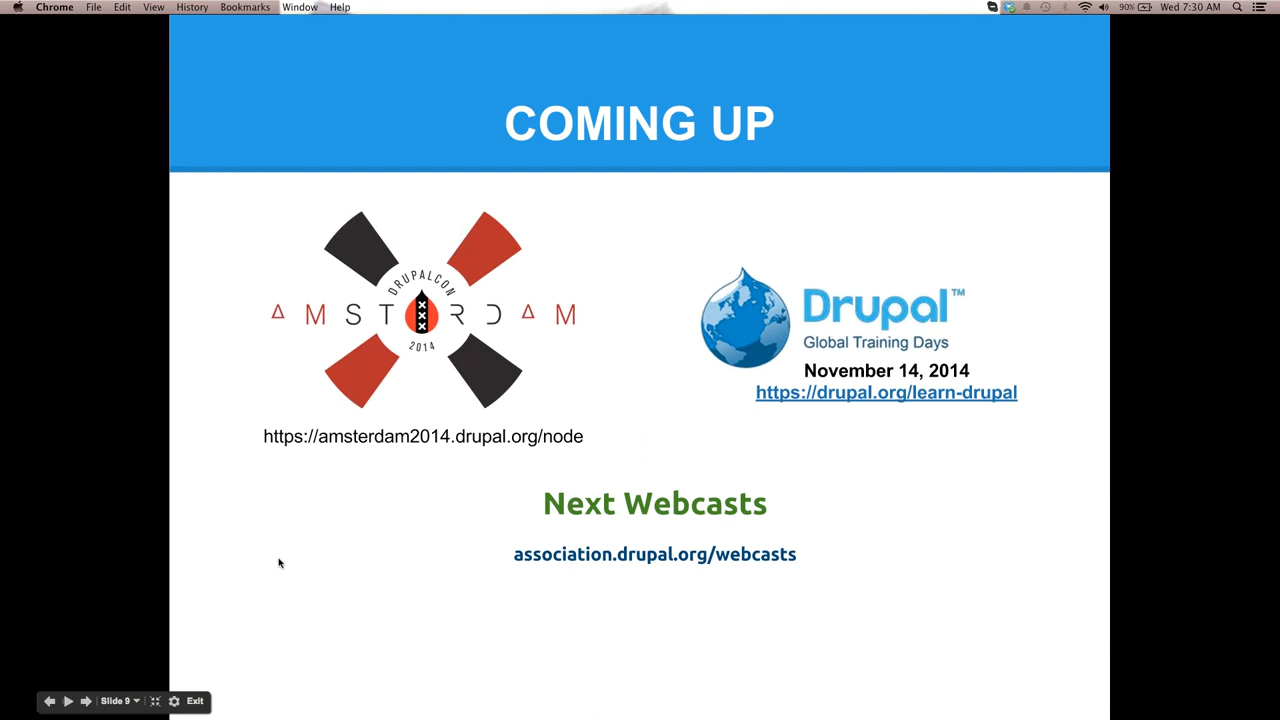 Chrome File Edit View History Bookmarks Window Help 90% Wed 7:30 AM
COMING UP
DRUPALCON
AMSTERDAM
2014
Drupal™
Global Training Days
November 14, 2014
https://drupal.org/learn-drupal
https://amsterdam2014.drupal.org/node
Next Webcasts
association.drupal.org/webcasts
Slide 9 Exit